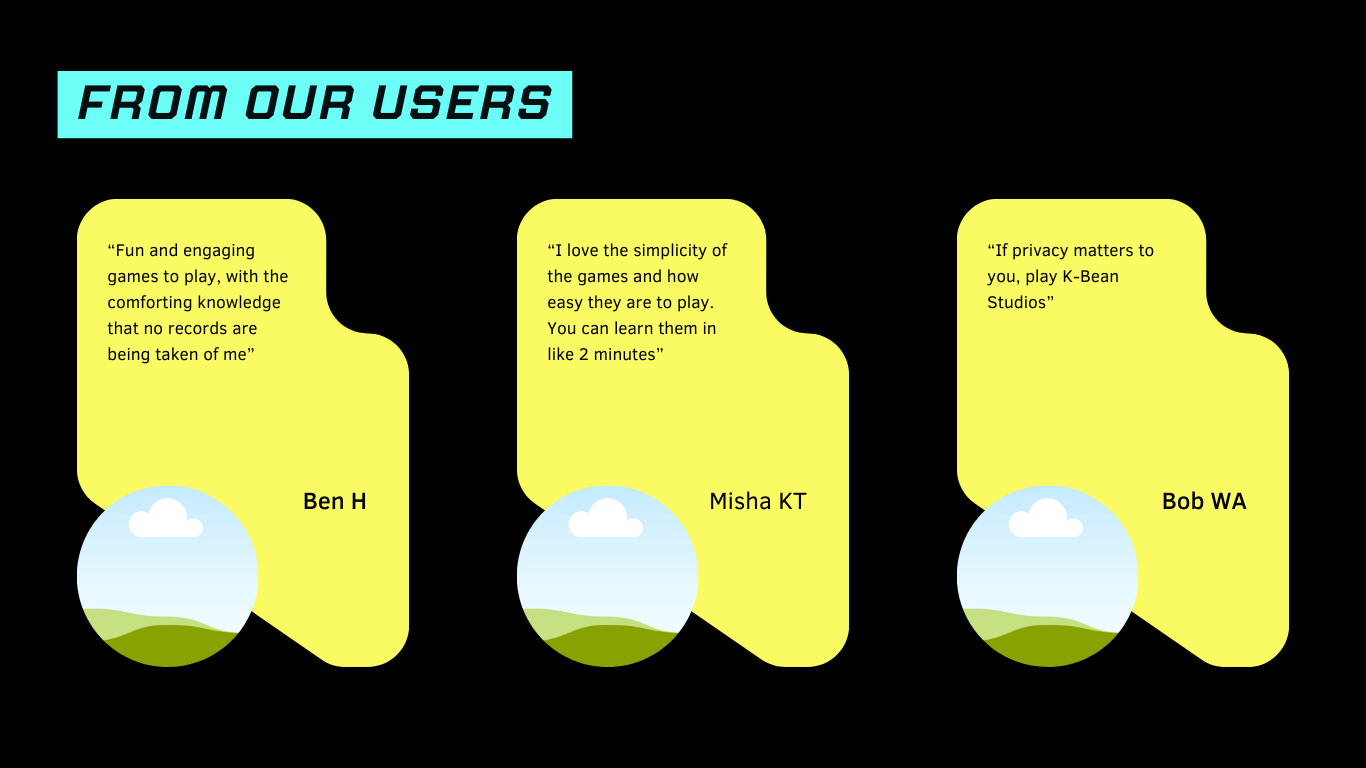 FROM OUR USERS
“Fun and engaging
games to play, with the
comforting knowledge
that no records are
being taken of me”
Ben H
“I love the simplicity of
the games and how
easy they are to play.
You can learn them in
like 2 minutes”
Misha KT
“If privacy matters to
you, play K-Bean
Studios”
Bob WA